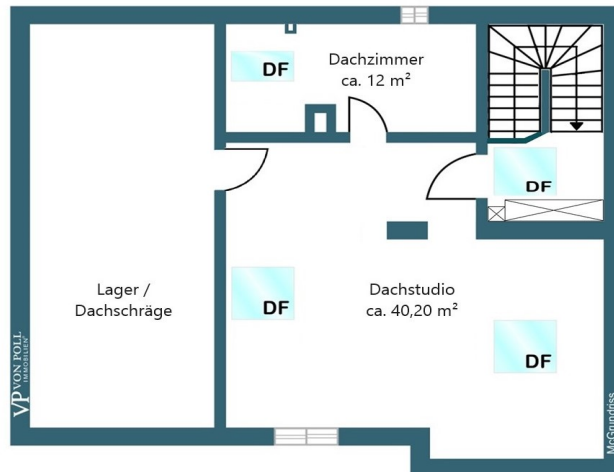 DF
Dachzimmer
ca. 12 m²
DF
Lager /
Dachschräge
DF
Dachstudio
ca. 40,20 m²
DF
VP VON POLL
IMMOBILIEN
McGrundriss